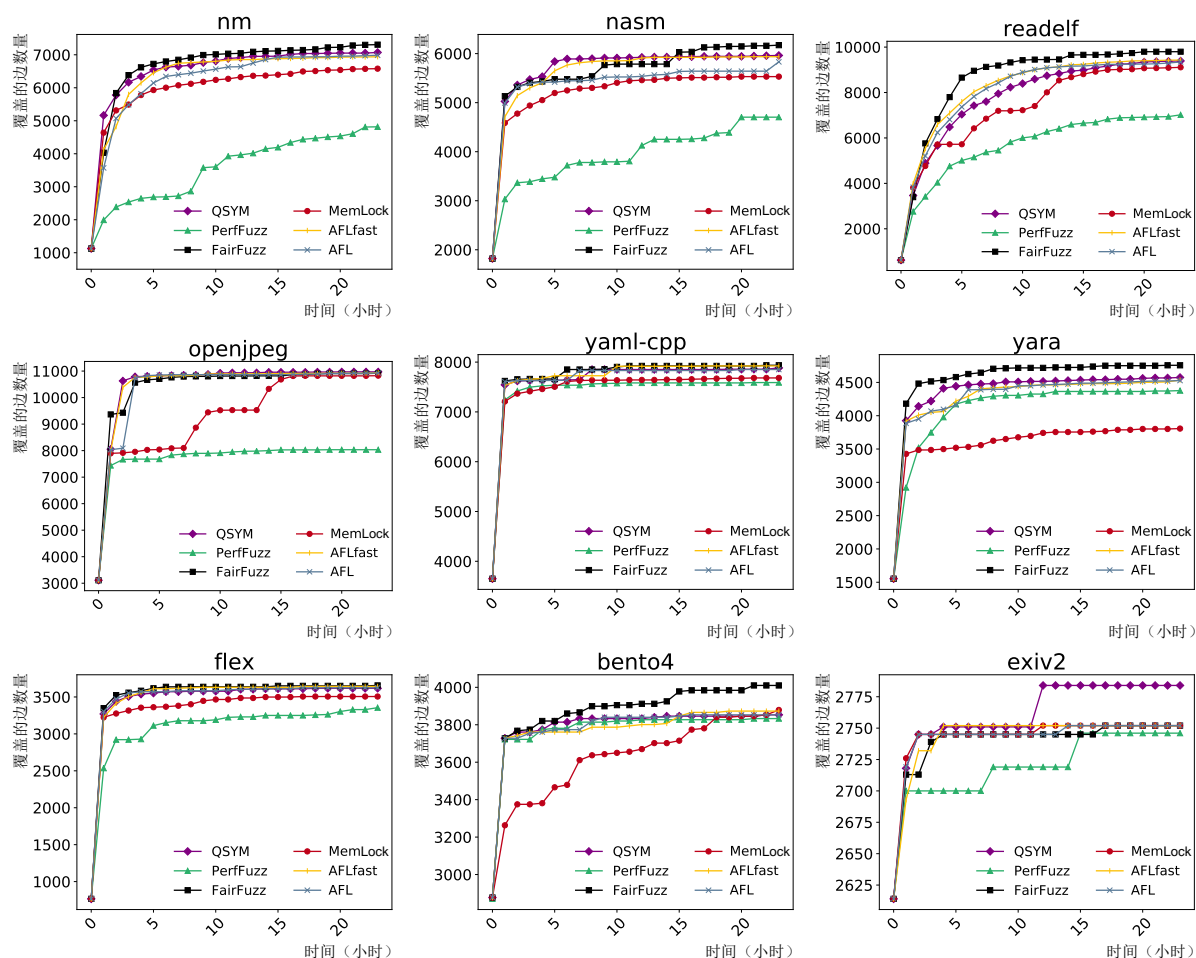 nm
覆盖的边数量
7000
6000
5000
4000
3000
2000
1000
QSYM
PerfFuzz
FairFuzz
MemLock
AFLfast
AFL
0
5
10
15
20
时间（小时）
nasm
覆盖的边数量
6000
5000
4000
3000
2000
QSYM
PerfFuzz
FairFuzz
MemLock
AFLfast
AFL
0
5
10
15
20
时间（小时）
readelf
覆盖的边数量
10000
8000
6000
4000
2000
QSYM
PerfFuzz
FairFuzz
MemLock
AFLfast
AFL
0
5
10
15
20
时间（小时）
openjpeg
覆盖的边数量
11000
10000
9000
8000
7000
6000
5000
4000
3000
QSYM
PerfFuzz
FairFuzz
MemLock
AFLfast
AFL
0
5
10
15
20
时间（小时）
yaml-cpp
覆盖的边数量
8000
7000
6000
5000
4000
QSYM
PerfFuzz
FairFuzz
MemLock
AFLfast
AFL
0
5
10
15
20
时间（小时）
yara
覆盖的边数量
4500
4000
3500
3000
2500
2000
1500
QSYM
PerfFuzz
FairFuzz
MemLock
AFLfast
AFL
0
5
10
15
20
时间（小时）
flex
覆盖的边数量
3500
3000
2500
2000
1500
1000
QSYM
PerfFuzz
FairFuzz
MemLock
AFLfast
AFL
0
5
10
15
20
时间（小时）
bento4
覆盖的边数量
4000
3800
3600
3400
3200
3000
QSYM
PerfFuzz
FairFuzz
MemLock
AFLfast
AFL
0
5
10
15
20
时间（小时）
exiv2
覆盖的边数量
2775
2750
2725
2700
2675
2650
2625
QSYM
PerfFuzz
FairFuzz
MemLock
AFLfast
AFL
0
5
10
15
20
时间（小时）